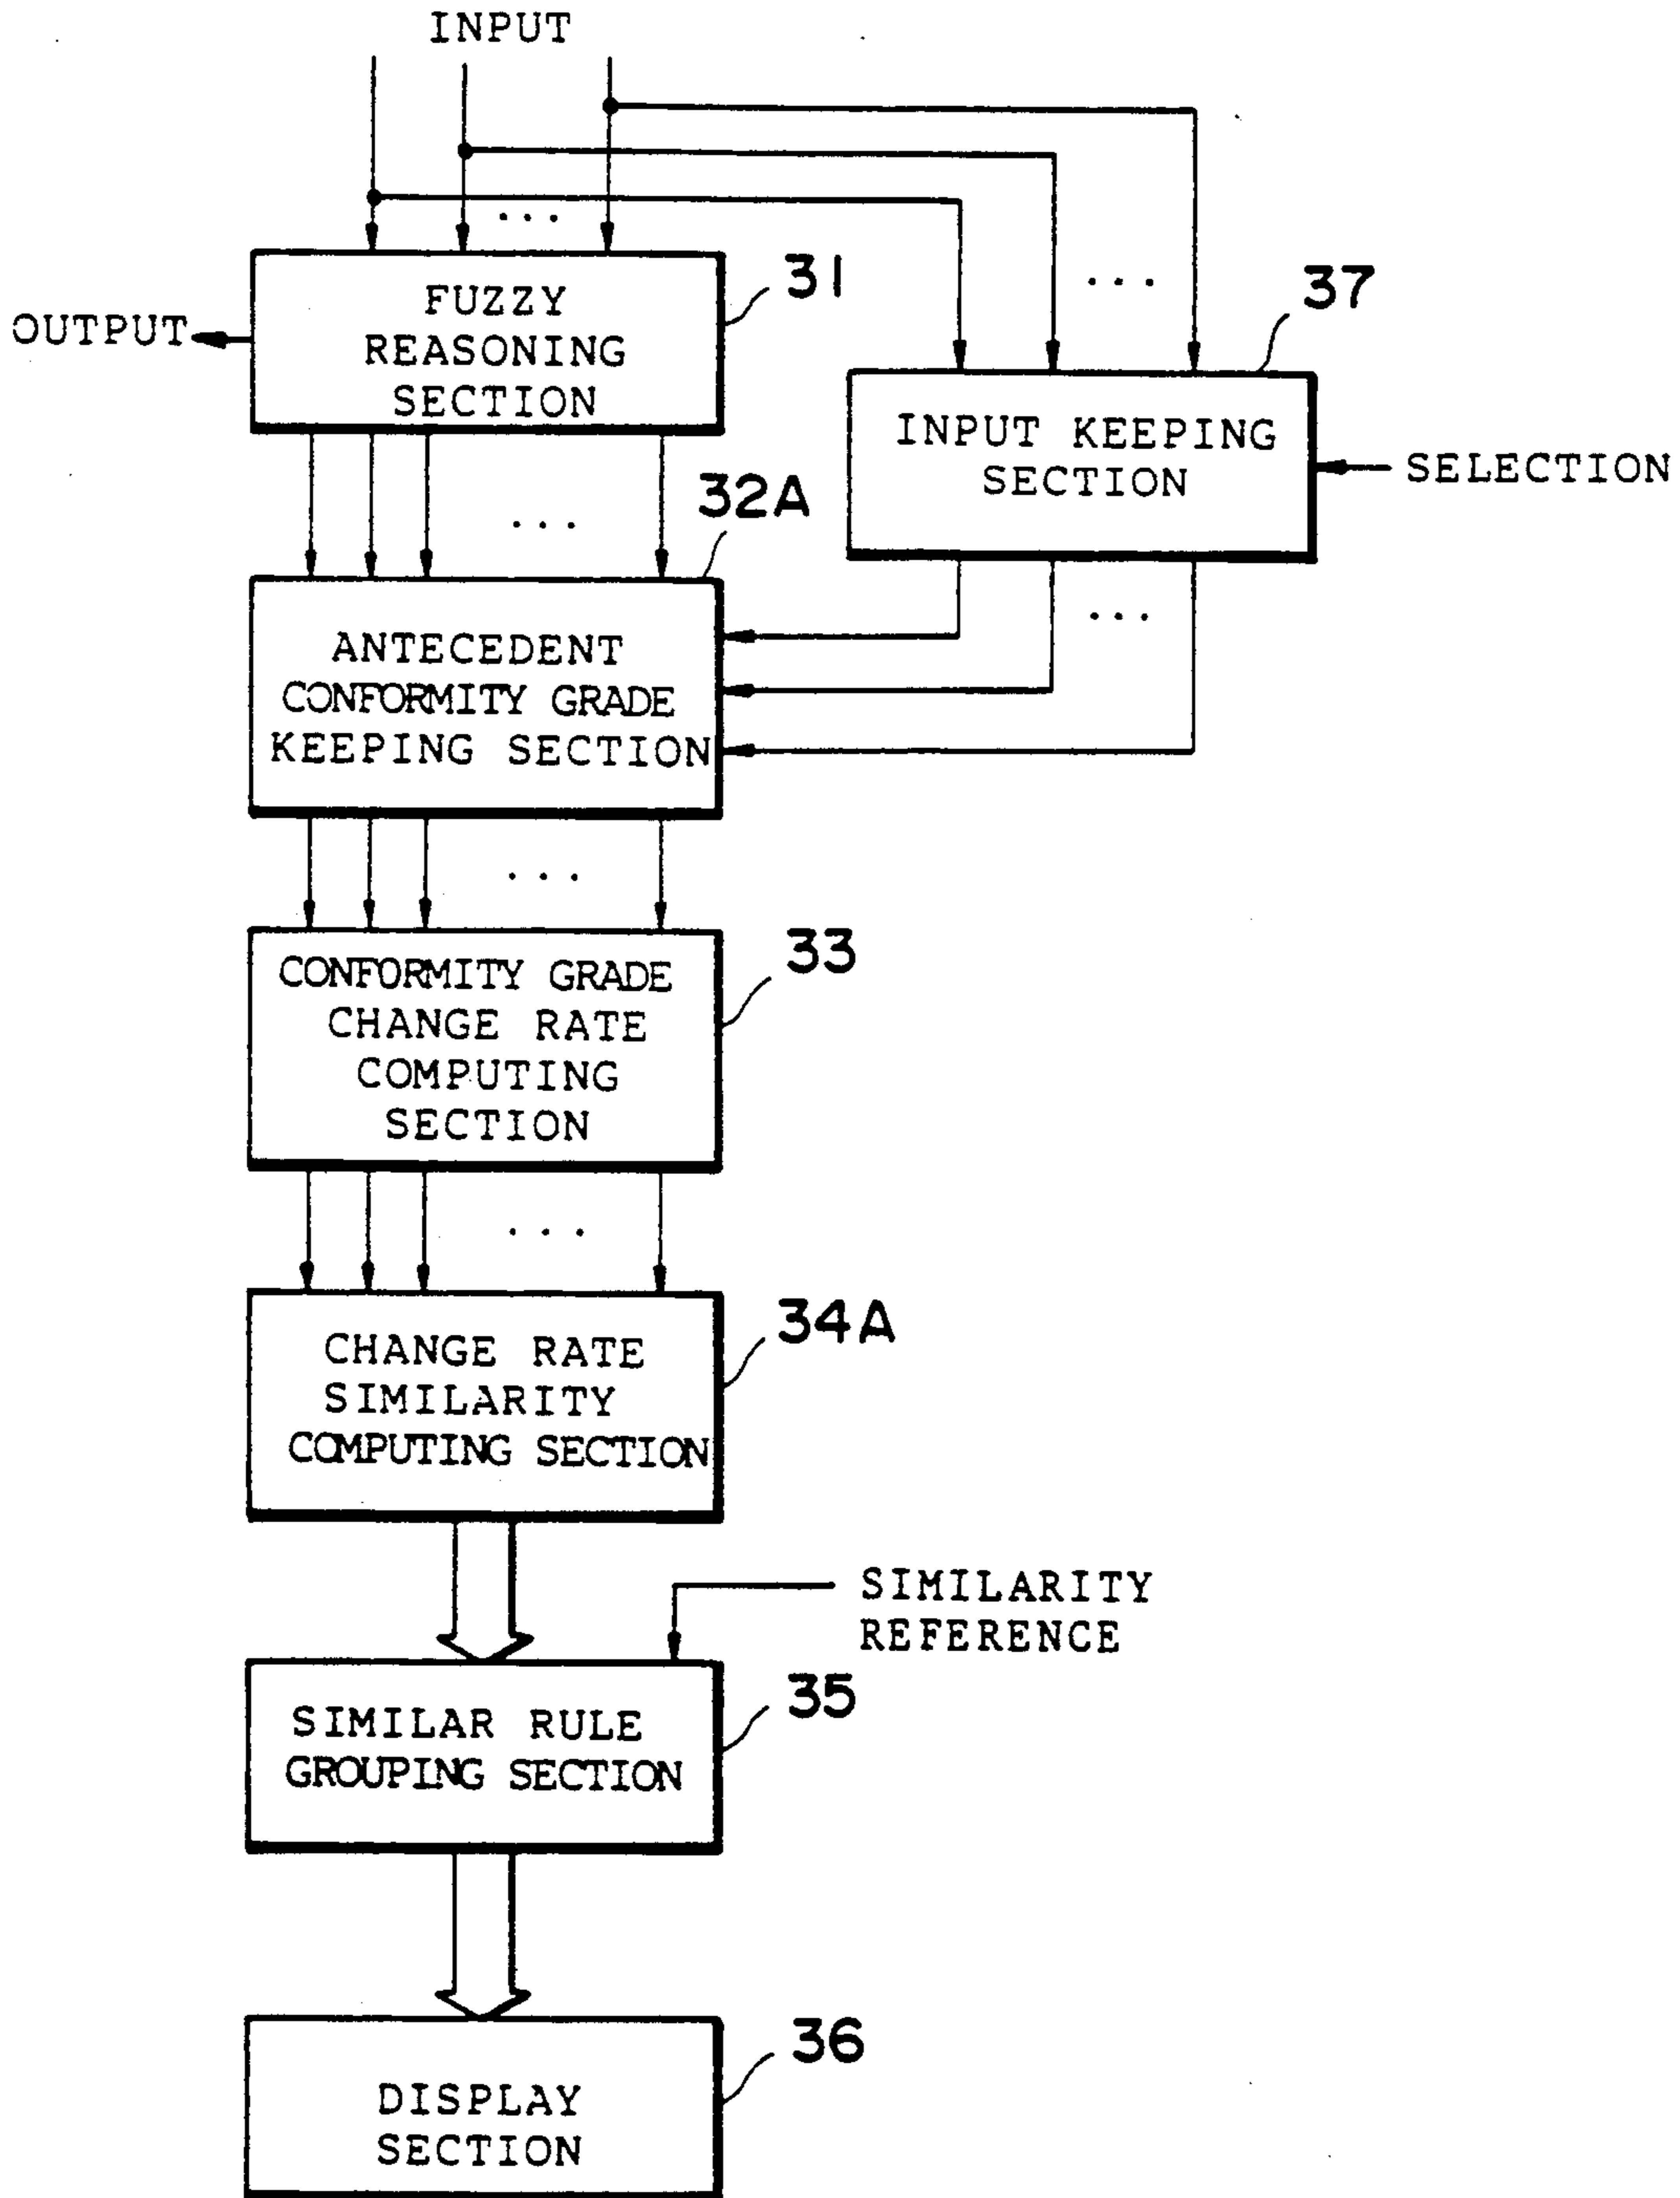 INPUT
...
31
FUZZY
REASONING
SECTION
OUTPUT
...
37
INPUT KEEPING
SECTION
SELECTION
...
32A
...
ANTECEDENT
CONFORMITY GRADE
KEEPING SECTION
...
33
CONFORMITY GRADE
CHANGE RATE
COMPUTING
SECTION
...
34A
CHANGE RATE
SIMILARITY
COMPUTING SECTION
SIMILARITY
REFERENCE
35
SIMILAR RULE
GROUPING SECTION
36
DISPLAY
SECTION